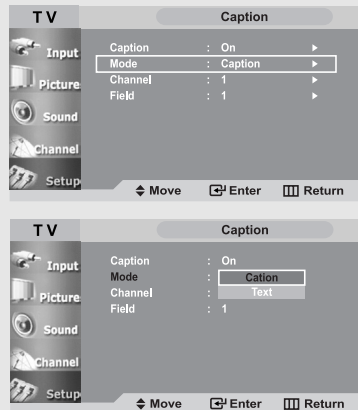 TV Caption
Input
Picture
Sound
Channel
Setup
Caption : On
Mode : Caption
Channel : 1
Field : 1
Move Enter Return
TV Caption
Input
Picture
Sound
Channel
Setup
Caption : On
Mode : Cation
Channel : Text
Field : 1
Move Enter Return